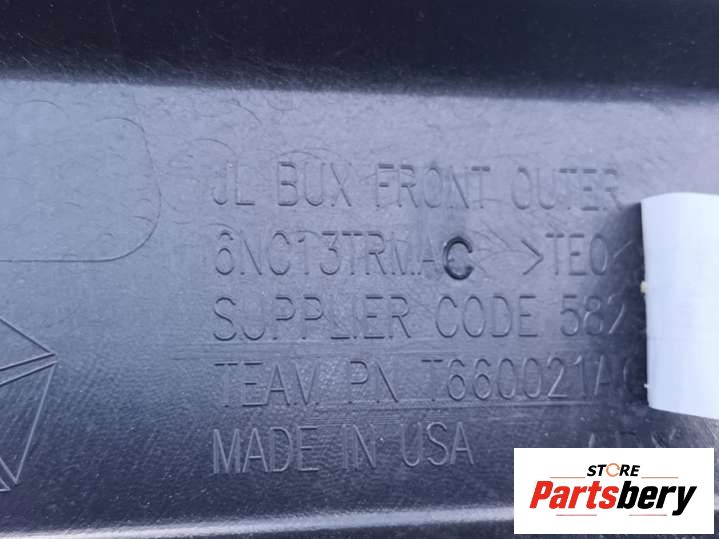 JL BUX FRONT OUTER
6NC13TRMAC >TEO
SUPPLIER CODE 582
TEAM PN T660021A
MADE IN USA
STORE
Partsbery